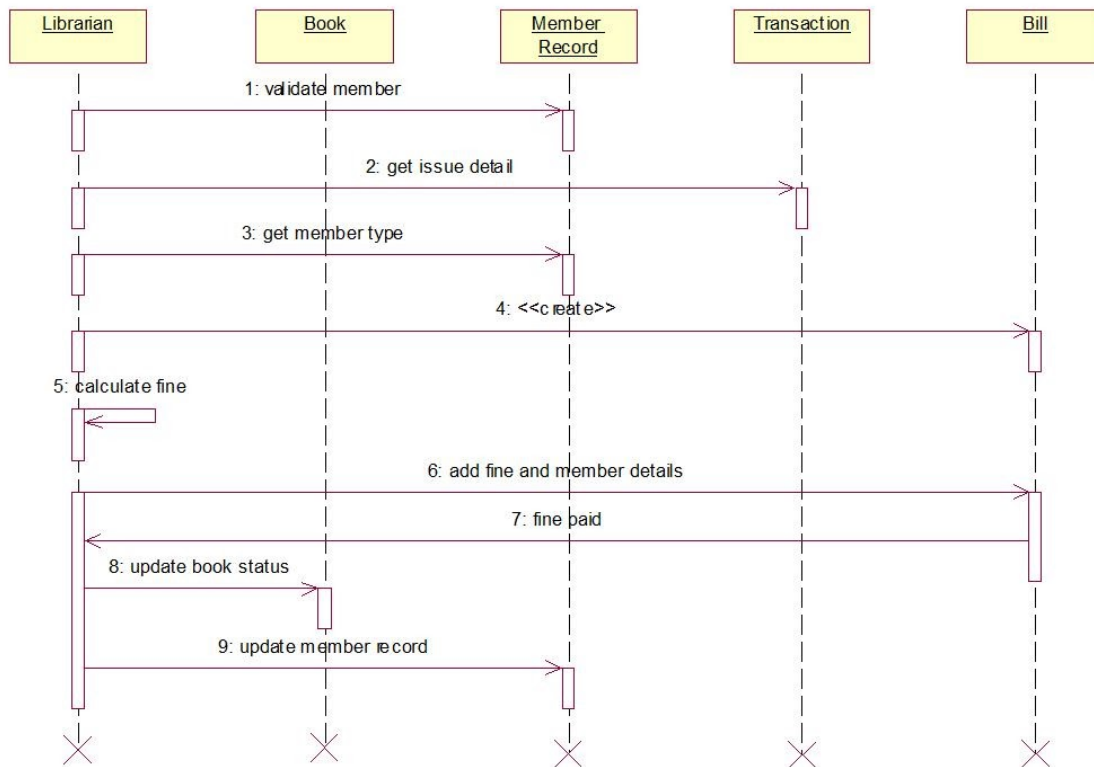 Librarian
Book
Member
Record
Transaction
Bill
1: validate member
2: get issue detail
3: get member type
4: <<create>>
5: calculate fine
6: add fine and member details
7: fine paid
8: update book status
9: update member record